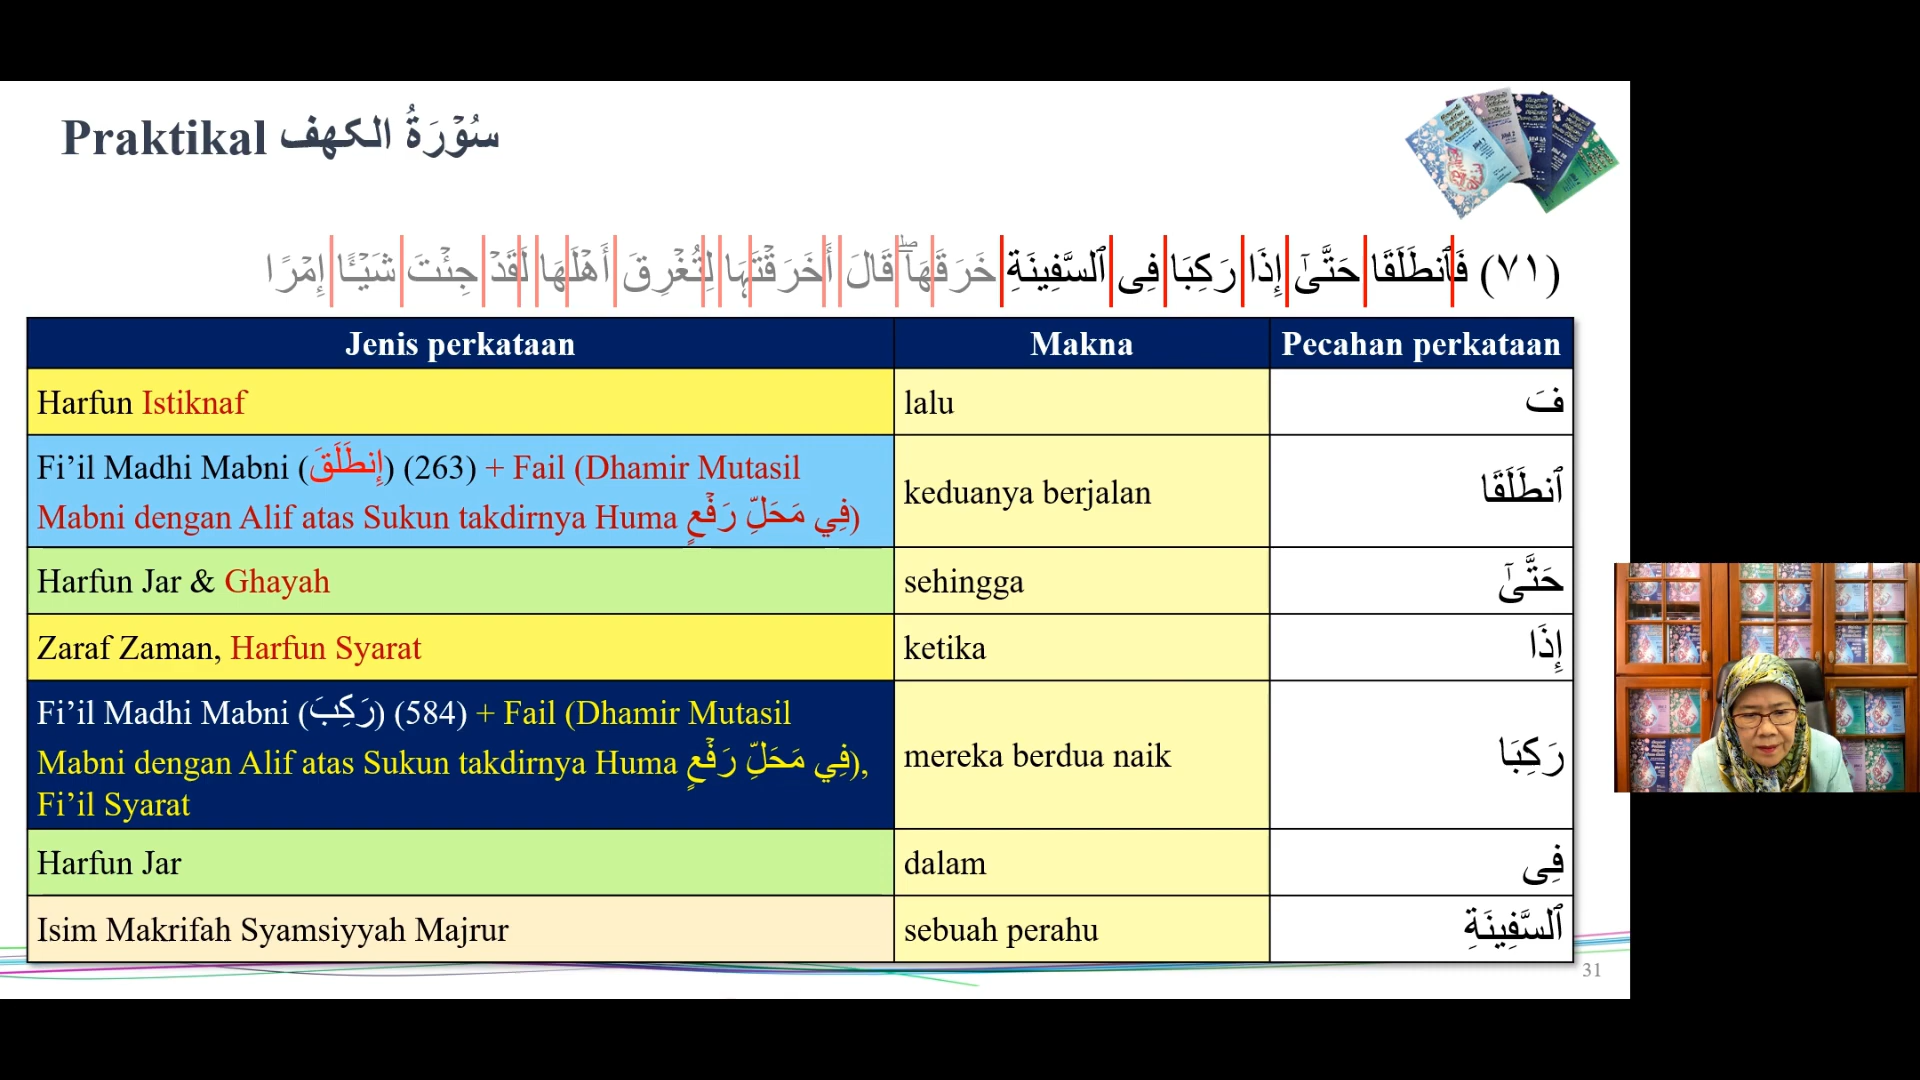 Praktikal سُوۡرَةُ الكهف
(٧١) فَٱنطَلَقَا حَتَّىٰٓ إِذَا رَكِبَا فِى ٱلسَّفِينَةِ خَرَقَهَاۖ قَالَ أَخَرَقۡتَہَا لِتُغۡرِقَ أَهۡلَهَا لَقَدۡ جِئۡتَ شَيۡـًٔا إِمۡرًا
Jenis perkataan Makna Pecahan perkataan
Harfun Istiknaf lalu فَ
Fi’il Madhi Mabni (إِنطَلَقَ) (263) + Fail (Dhamir Mutasil
Mabni dengan Alif atas Sukun takdirnya Huma فِي مَحَلِّ رَفۡعٍ)
keduanya berjalan ٱنطَلَقَا
Harfun Jar & Ghayah sehingga حَتَّىٰٓ
Zaraf Zaman, Harfun Syarat ketika إِذَا
Fi’il Madhi Mabni (رَكِبَ) (584) + Fail (Dhamir Mutasil
Mabni dengan Alif atas Sukun takdirnya Huma فِي مَحَلِّ رَفۡعٍ),
Fi’il Syarat
mereka berdua naik رَكِبَا
Harfun Jar dalam فِى
Isim Makrifah Syamsiyyah Majrur sebuah perahu ٱلسَّفِينَةِ
31